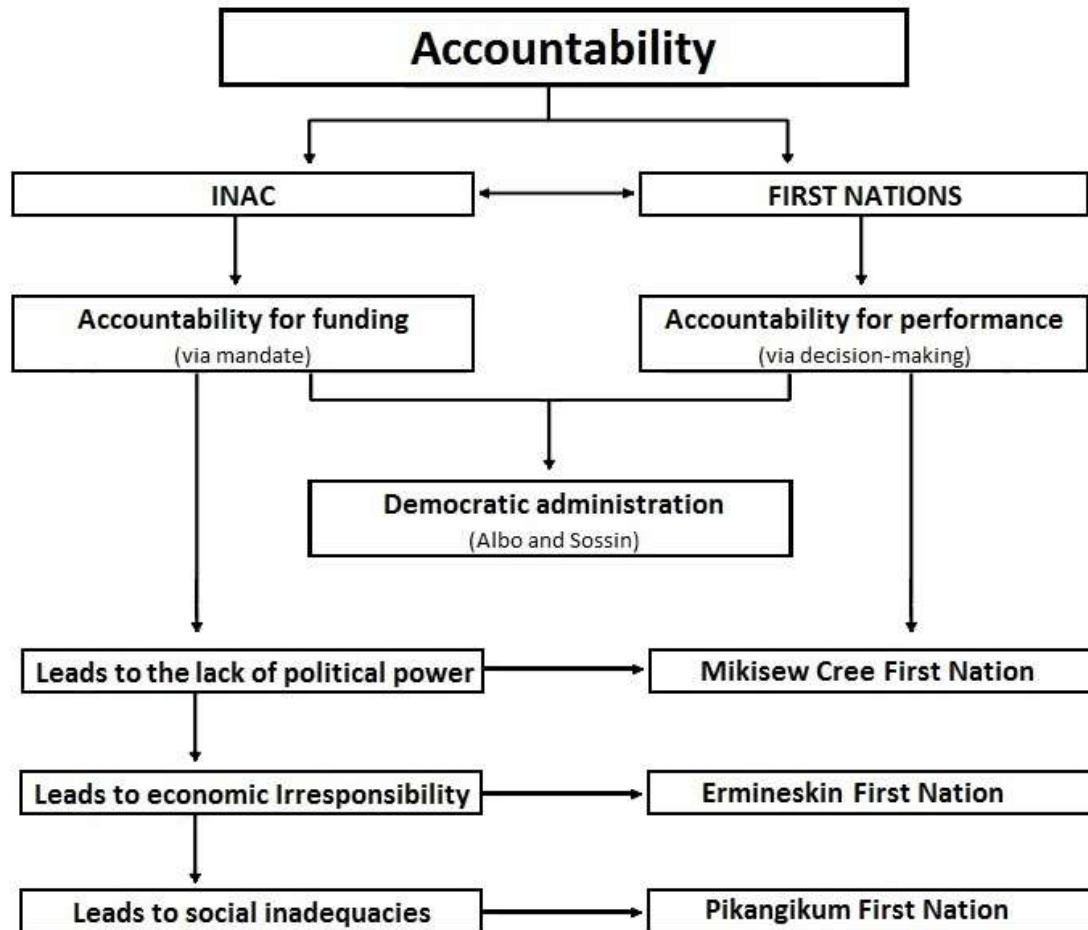 Accountability
INAC
FIRST NATIONS
Accountability for funding
(via mandate)
Accountability for performance
(via decision-making)
Democratic administration
(Albo and Sossin)
Leads to the lack of political power
Mikisew Cree First Nation
Leads to economic Irresponsibility
Ermineskin First Nation
Leads to social inadequacies
Pikangikum First Nation